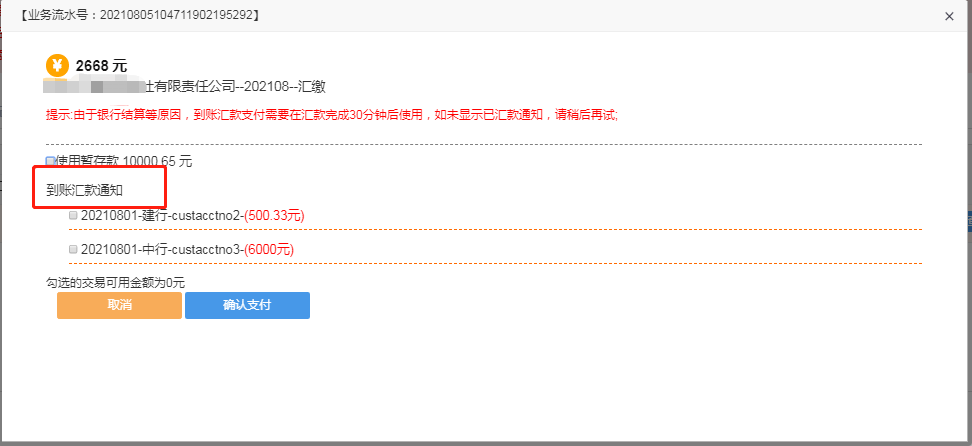 【业务流水号：20210805104711902195292】
×
¥ 2668 元
社有限责任公司--202108--汇缴
提示:由于银行结算等原因，到账汇款支付需要在汇款完成30分钟后使用，如未显示已汇款通知，请稍后再试;
使用暂存款 10000.65 元
到账汇款通知
20210801-建行-custacctno2-(500.33元)
20210801-中行-custacctno3-(6000元)
勾选的交易可用金额为0元
取消 确认支付